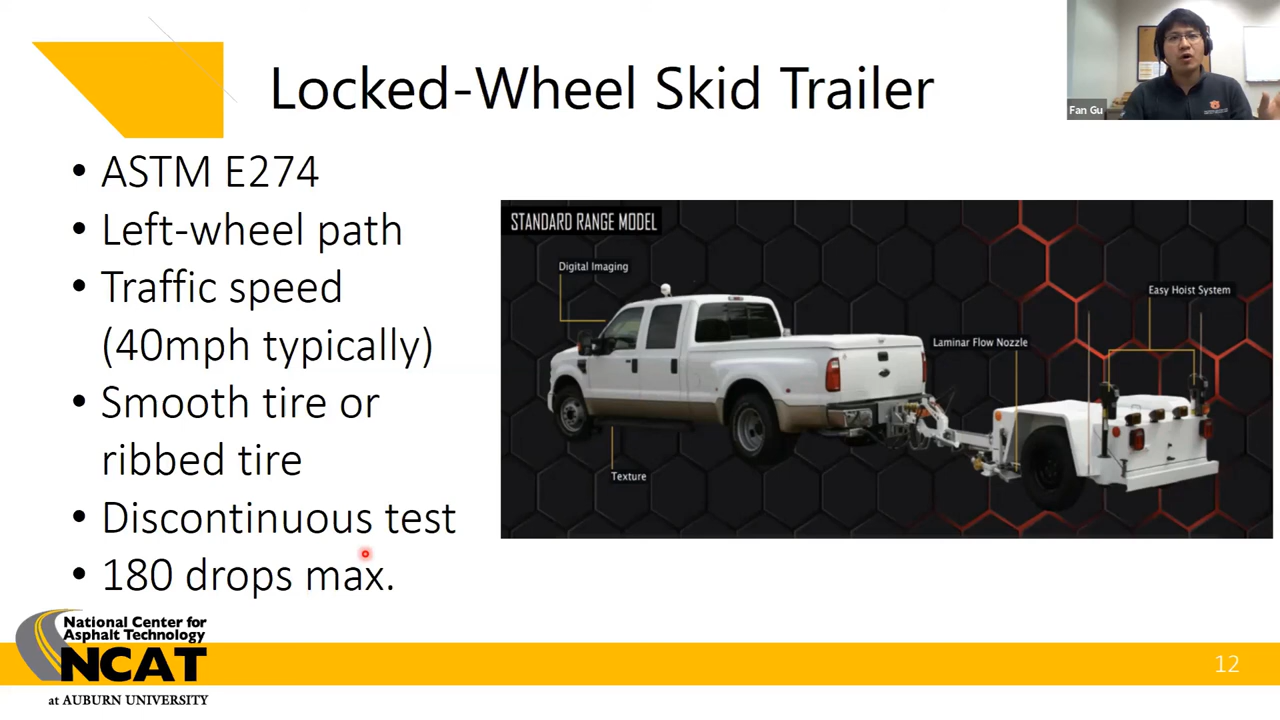 Locked-Wheel Skid Trailer
Fan Gu
• ASTM E274
• Left-wheel path
• Traffic speed
(40mph typically)
• Smooth tire or
ribbed tire
• Discontinuous test
• 180 drops max.
STANDARD RANGE MODEL
Digital Imaging
Easy Hoist System
Laminar Flow Nozzle
Texture
National Center for
Asphalt Technology
NCAT
at AUBURN UNIVERSITY
12